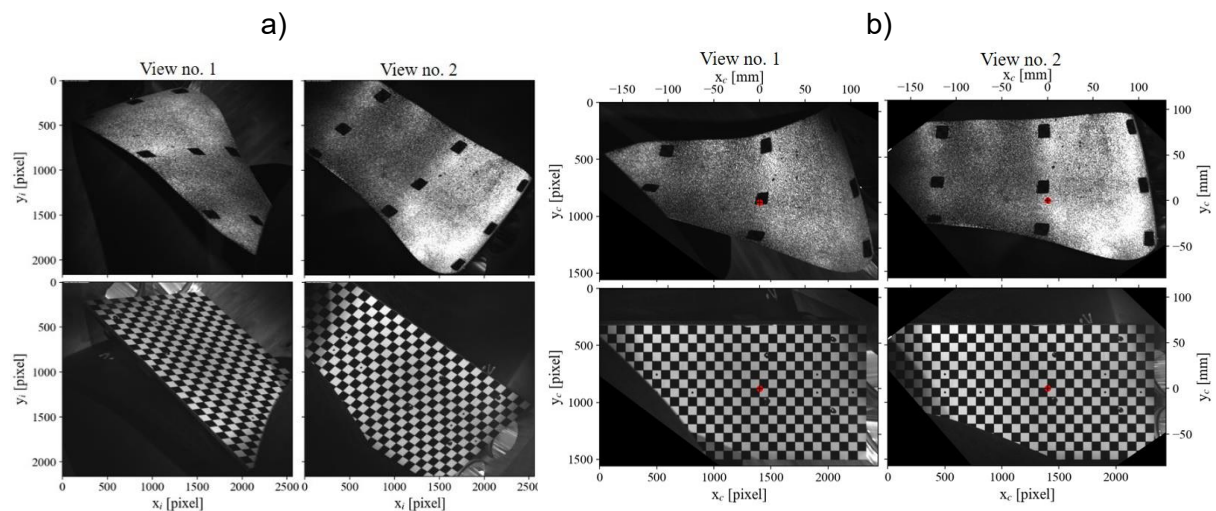 a)
b)
View no. 1
View no. 2
0
500
1000
1500
2000
y_i [pixel]
0
500
1000
1500
2000
y_i [pixel]
0 500 1000 1500 2000 2500
x_i [pixel]
0 500 1000 1500 2000 2500
x_i [pixel]
View no. 1
x_c [mm]
−150 −100 −50 0 50 100
View no. 2
x_c [mm]
−150 −100 −50 0 50 100
0
500
1000
1500
y_c [pixel]
100
50
0
−50
y_c [mm]
0
500
1000
1500
y_c [pixel]
100
50
0
−50
y_c [mm]
0 500 1000 1500 2000
x_c [pixel]
0 500 1000 1500 2000
x_c [pixel]